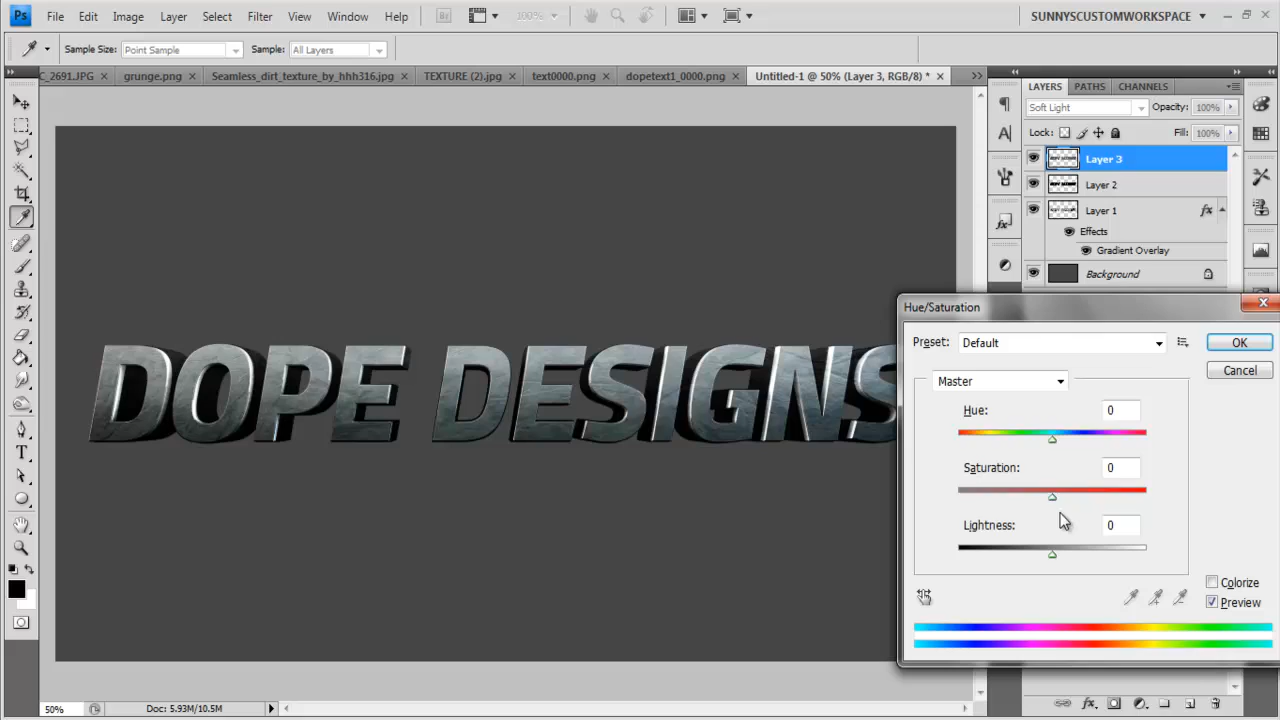 Ps File Edit Image Layer Select Filter View Window Help 100% SUNNYSCUSTOMWORKSPACE
Sample Size: Point Sample Sample: All Layers
C_2691.JPG grunge.png Seamless_dirt_texture_by_hhh316.jpg TEXTURE (2).jpg text0000.png dopetext1_0000.png Untitled-1 @ 50% (Layer 3, RGB/8) *
LAYERS PATHS CHANNELS
Soft Light Opacity: 100%
Lock: Fill: 100%
Layer 3
Layer 2
Layer 1 fx
Effects
Gradient Overlay
Background
DOPE DESIGNS
Hue/Saturation
Preset: Default OK
Cancel
Master
Hue: 0
Saturation: 0
Lightness: 0
Colorize
Preview
50% Doc: 5.93M/10.5M